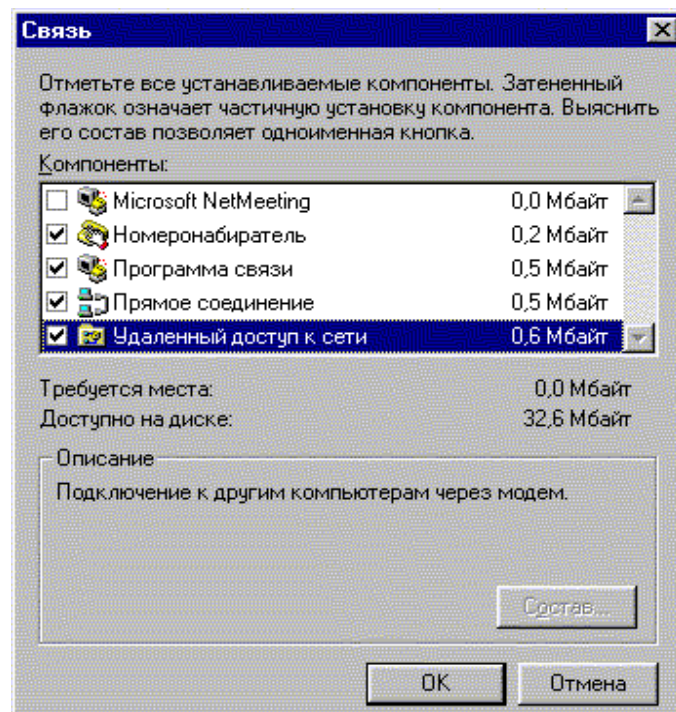 Связь
Отметьте все устанавливаемые компоненты. Затененный
флажок означает частичную установку компонента. Выяснить
его состав позволяет одноименная кнопка.
Компоненты:
Microsoft NetMeeting 0,0 Мбайт
Номеронабиратель 0,2 Мбайт
Программа связи 0,5 Мбайт
Прямое соединение 0,5 Мбайт
Удаленный доступ к сети 0,6 Мбайт
Требуется места: 0,0 Мбайт
Доступно на диске: 32,6 Мбайт
Описание
Подключение к другим компьютерам через модем.
Состав...
OK Отмена